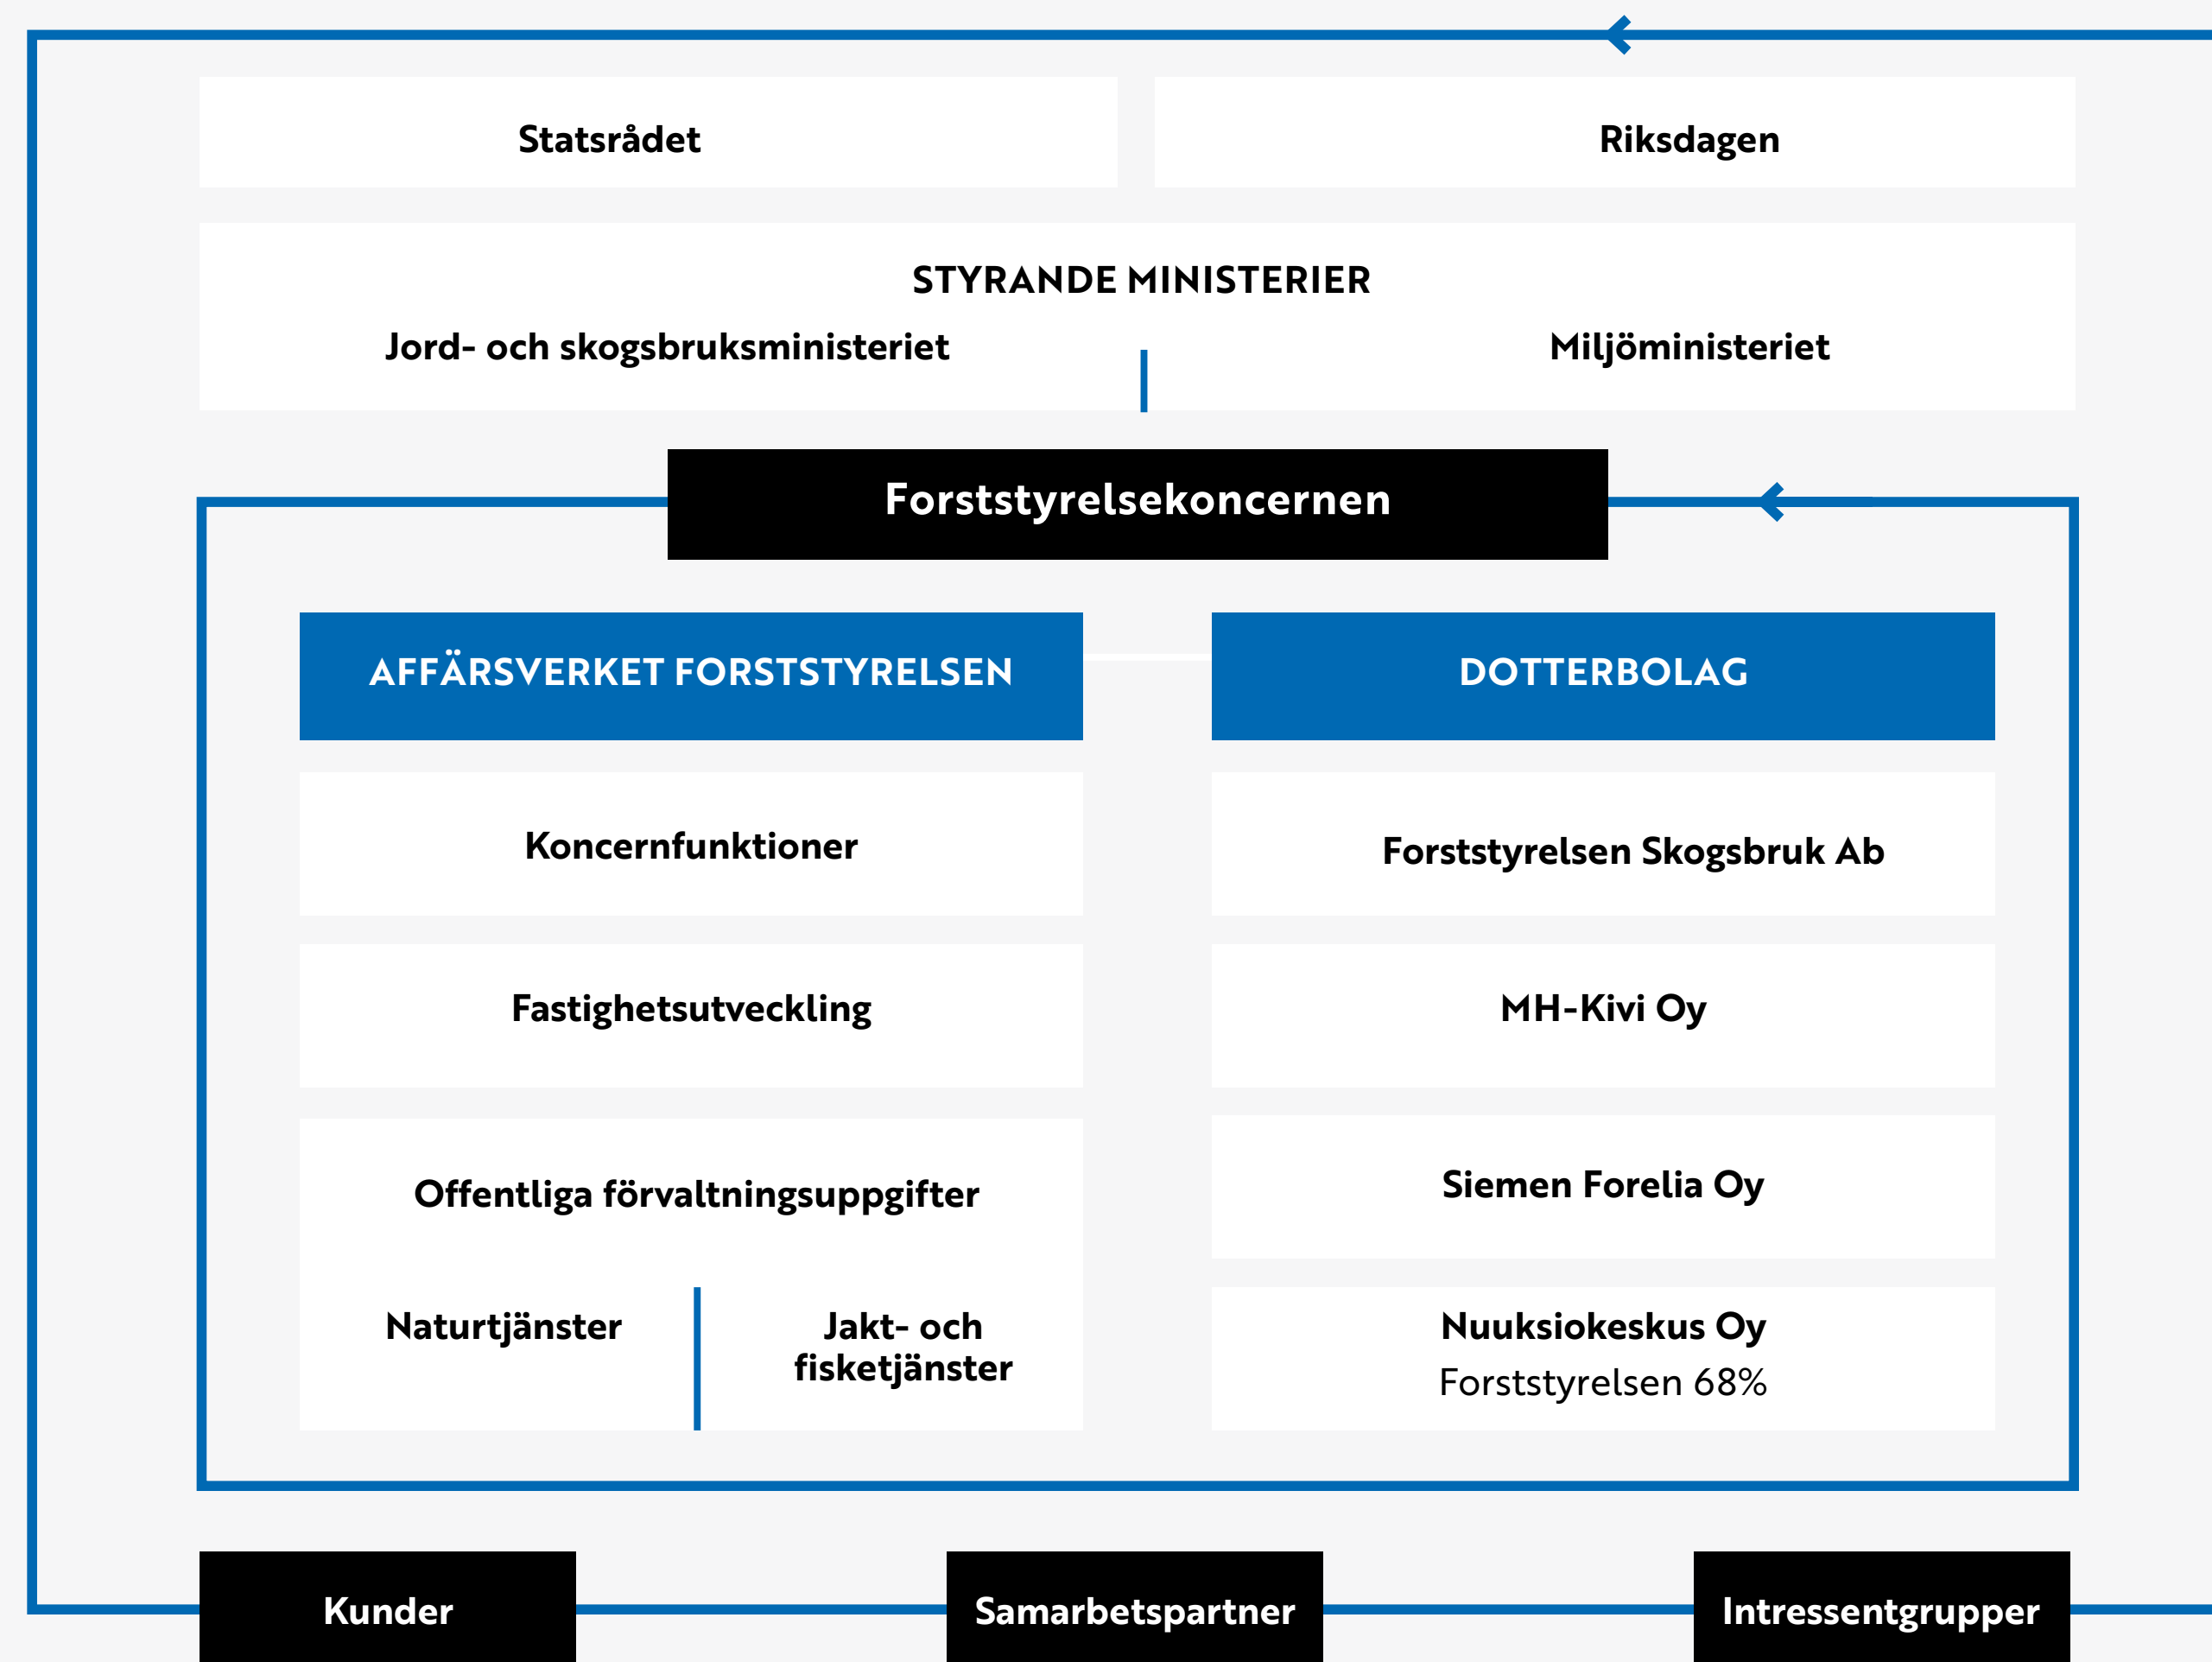 Statsrådet
Riksdagen
STYRANDE MINISTERIER
Jord- och skogsbruksministeriet
Miljöministeriet
Forststyrelsekoncernen
AFFÄRSVERKET FORSTSTYRELSEN
Koncernfunktioner
Fastighetsutveckling
Offentliga förvaltningsuppgifter
Naturtjänster
Jakt- och
fisketjänster
DOTTERBOLAG
Forststyrelsen Skogsbruk Ab
MH-Kivi Oy
Siemen Forelia Oy
Nuuksiokeskus Oy
Forststyrelsen 68%
Kunder
Samarbetspartner
Intressentgrupper